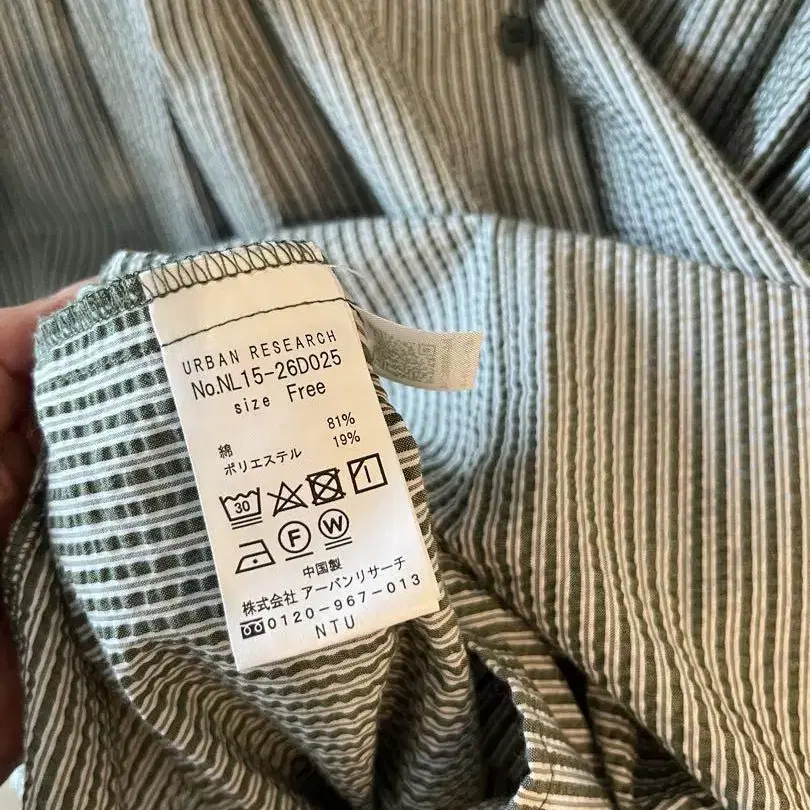 URBAN RESEARCH
No.NL15-26D025
size Free
綿 81%
ポリエステル 19%
30
F W
中国製
株式会社 アーバンリサーチ
0120-967-013
NTU